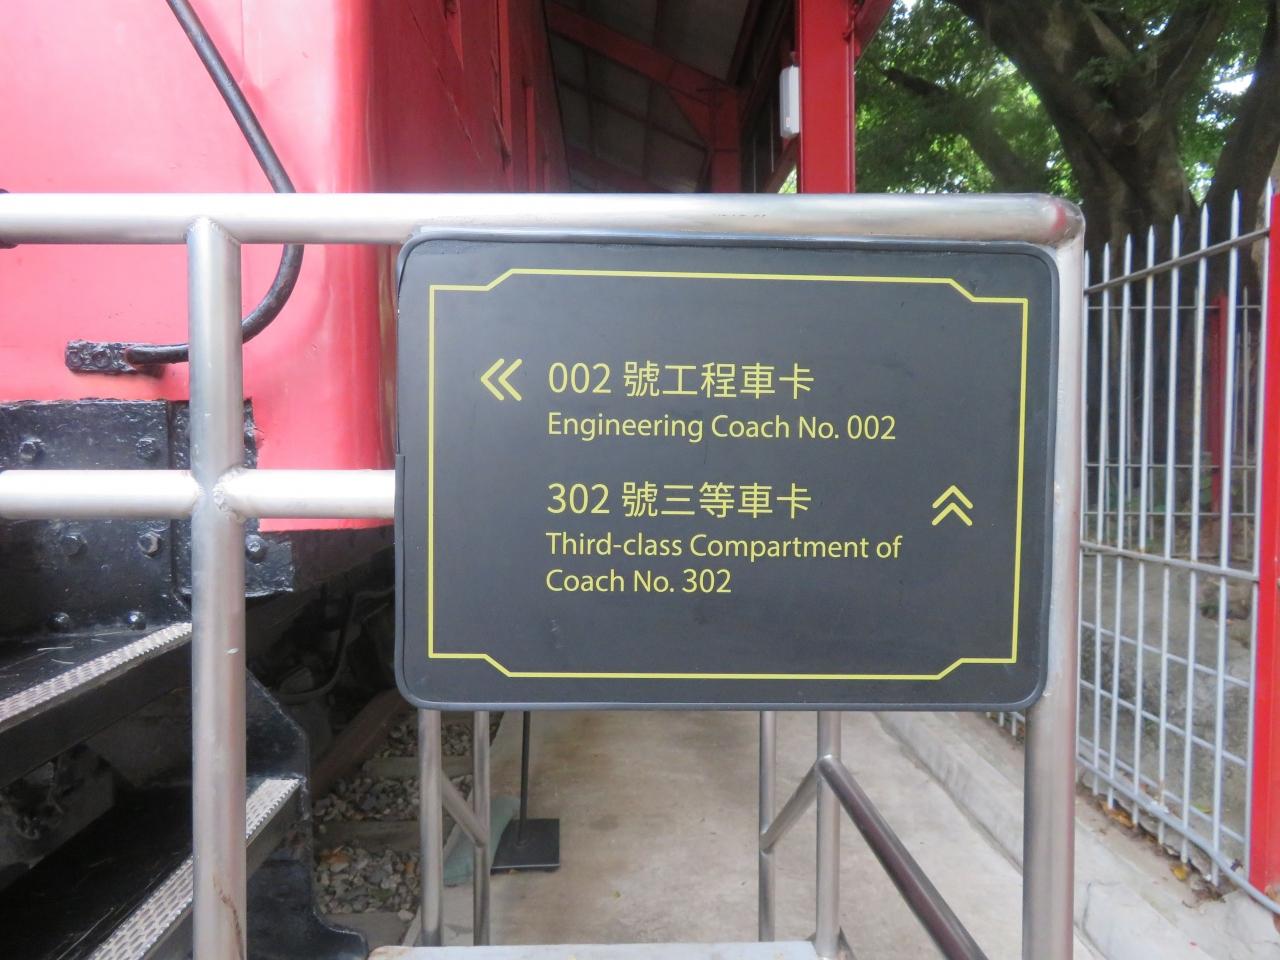 002 號工程車卡
Engineering Coach No. 002
302 號三等車卡
Third-class Compartment of
Coach No. 302